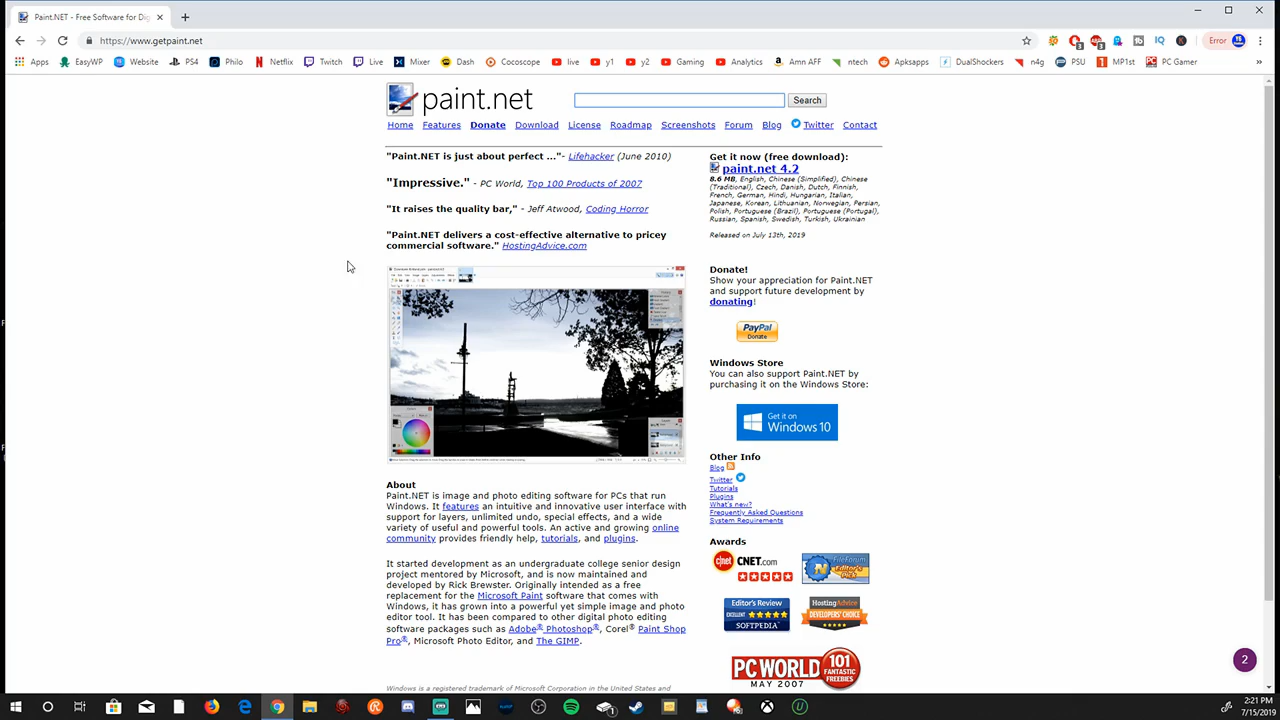 Paint.NET - Free Software for Dig
https://www.getpaint.net
3
3
IQ
Error
Apps
EasyWP
Website
PS4
Philo
Netflix
Twitch
Live
Mixer
Dash
Cocoscope
live
y1
y2
Gaming
Analytics
Amn AFF
ntech
Apksapps
DualShockers
n4g
PSU
MP1st
PC Gamer
»
paint.net
Search
Home
Features
Donate
Download
License
Roadmap
Screenshots
Forum
Blog
Twitter
Contact
"Paint.NET is just about perfect ..."- Lifehacker (June 2010)
"Impressive." - PC World, Top 100 Products of 2007
"It raises the quality bar," - Jeff Atwood, Coding Horror
"Paint.NET delivers a cost-effective alternative to pricey
commercial software." HostingAdvice.com
About
Paint.NET is image and photo editing software for PCs that run
Windows. It features an intuitive and innovative user interface with
support for layers, unlimited undo, special effects, and a wide
variety of useful and powerful tools. An active and growing online
community provides friendly help, tutorials, and plugins.
It started development as an undergraduate college senior design
project mentored by Microsoft, and is now maintained and
developed by Rick Brewster. Originally intended as a free
replacement for the Microsoft Paint software that comes with
Windows, it has grown into a powerful yet simple image and photo
editor tool. It has been compared to other digital photo editing
software packages such as Adobe® Photoshop®, Corel® Paint Shop
Pro®, Microsoft Photo Editor, and The GIMP.
Windows is a registered trademark of Microsoft Corporation in the United States and
Get it now (free download):
paint.net 4.2
8.6 MB, English, Chinese (Simplified), Chinese
(Traditional), Czech, Danish, Dutch, Finnish,
French, German, Hindi, Hungarian, Italian,
Japanese, Korean, Lithuanian, Norwegian, Persian,
Polish, Portuguese (Brazil), Portuguese (Portugal),
Russian, Spanish, Swedish, Turkish, Ukrainian
Released on July 13th, 2019
Donate!
Show your appreciation for Paint.NET
and support future development by
donating!
PayPal
Donate
Windows Store
You can also support Paint.NET by
purchasing it on the Windows Store:
Get it on
Windows 10
Other Info
Blog
Twitter
Tutorials
Plugins
What's new?
Frequently Asked Questions
System Requirements
Awards
cnet CNET.com
FileForum
Editor's Pick
Editor's Review
EXCELLENT
SOFTPEDIA
HostingAdvice
DEVELOPERS' CHOICE
PC WORLD
MAY 2007
101
FANTASTIC
FREEBIES
2
2:21 PM
7/15/2019